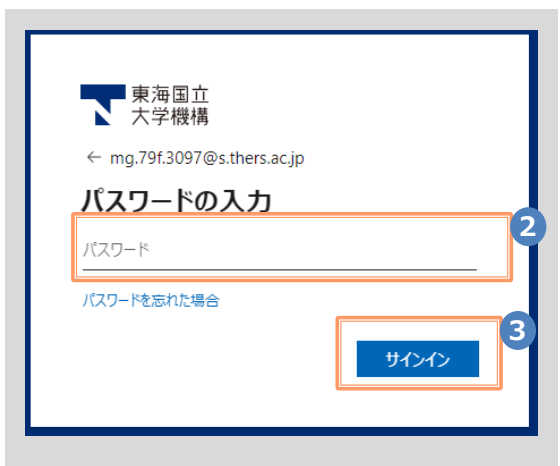 東海国立
大学機構
← mg.79f.3097@s.thers.ac.jp
パスワードの入力
2
パスワード
パスワードを忘れた場合
3
サインイン